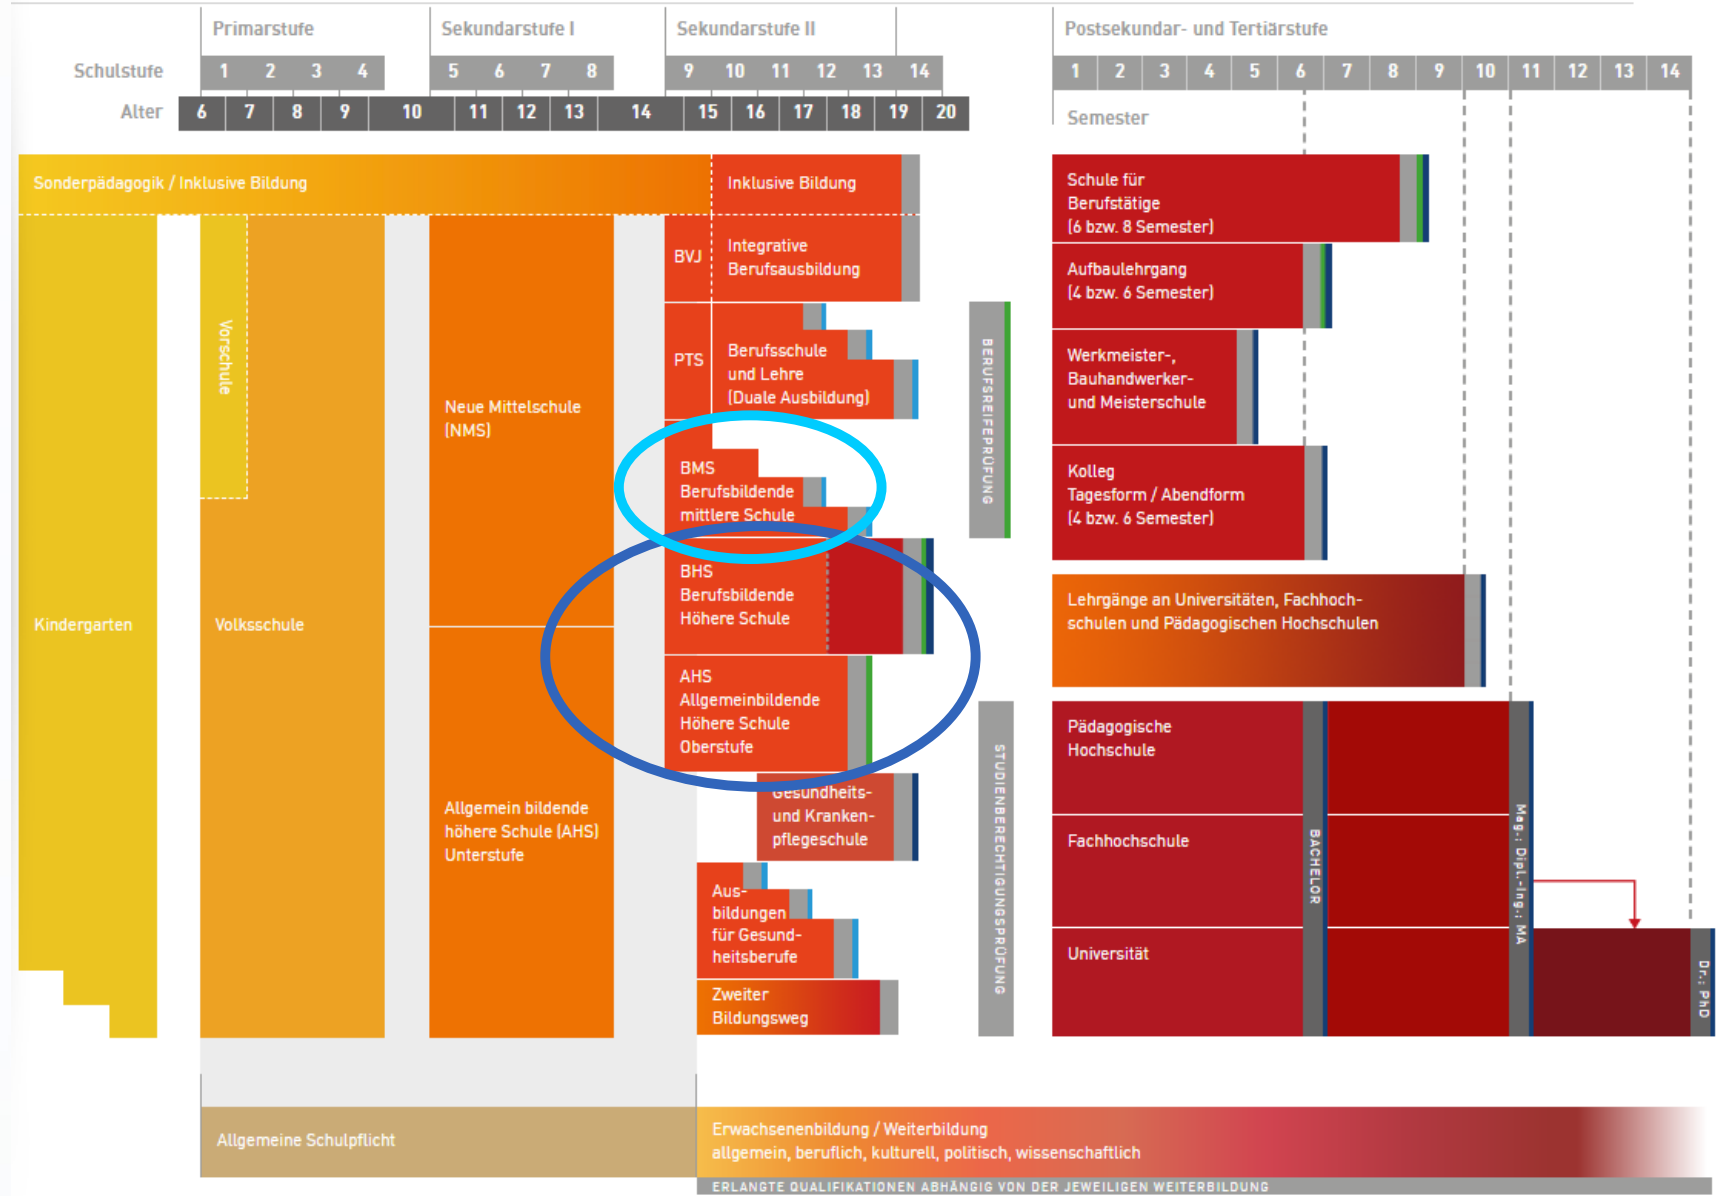 Primarstufe
Sekundarstufe I
Sekundarstufe II
Postsekundar- und Tertiärstufe
Schulstufe
1 2 3 4
5 6 7 8
9 10 11 12 13 14
1 2 3 4 5 6 7 8 9 10 11 12 13 14
Alter
6 7 8 9 10 11 12 13 14 15 16 17 18 19 20
Semester
Sonderpädagogik / Inklusive Bildung
Inklusive Bildung
Kindergarten
Vorschule
Volksschule
Neue Mittelschule
(NMS)
Allgemein bildende
höhere Schule (AHS)
Unterstufe
BVJ
Integrative
Berufsausbildung
PTS
Berufsschule
und Lehre
(Duale Ausbildung)
BMS
Berufsbildende
mittlere Schule
BHS
Berufsbildende
Höhere Schule
AHS
Allgemeinbildende
Höhere Schule
Oberstufe
Gesundheits-
und Kranken-
pflegeschule
Aus-
bildungen
für Gesund-
heitsberufe
Zweiter
Bildungsweg
BERUFSREIFEPRÜFUNG
STUDIENBERECHTIGUNGSPRÜFUNG
Schule für
Berufstätige
(6 bzw. 8 Semester)
Aufbaulehrgang
(4 bzw. 6 Semester)
Werkmeister-,
Bauhandwerker-
und Meisterschule
Kolleg
Tagesform / Abendform
(4 bzw. 6 Semester)
Lehrgänge an Universitäten, Fachhoch-
schulen und Pädagogischen Hochschulen
Pädagogische
Hochschule
Fachhochschule
Universität
BACHELOR
Mag.; Dipl.-Ing.; MA
Dr.; PhD
Allgemeine Schulpflicht
Erwachsenenbildung / Weiterbildung
allgemein, beruflich, kulturell, politisch, wissenschaftlich
ERLANGTE QUALIFIKATIONEN ABHÄNGIG VON DER JEWEILIGEN WEITERBILDUNG